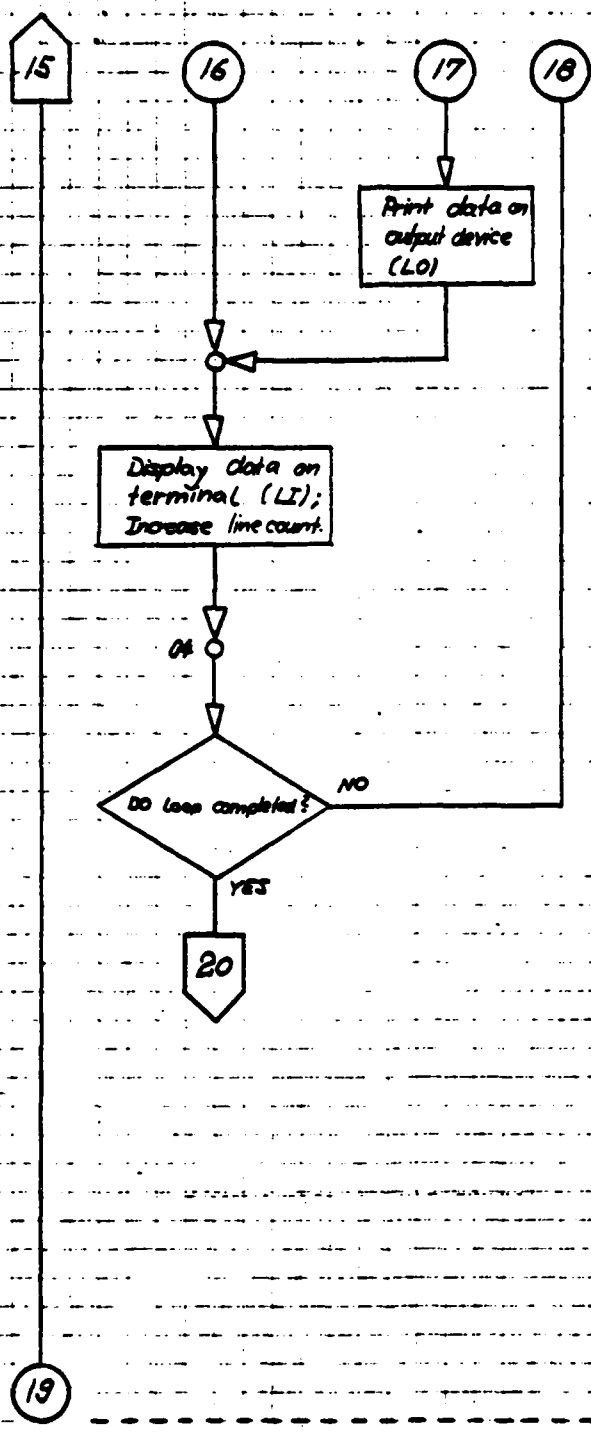 15
16
17
18
Print data on
output device
(LO)
Display data on
terminal (LI);
Increase line count.
04
DO loop completed?
NO
YES
20
19